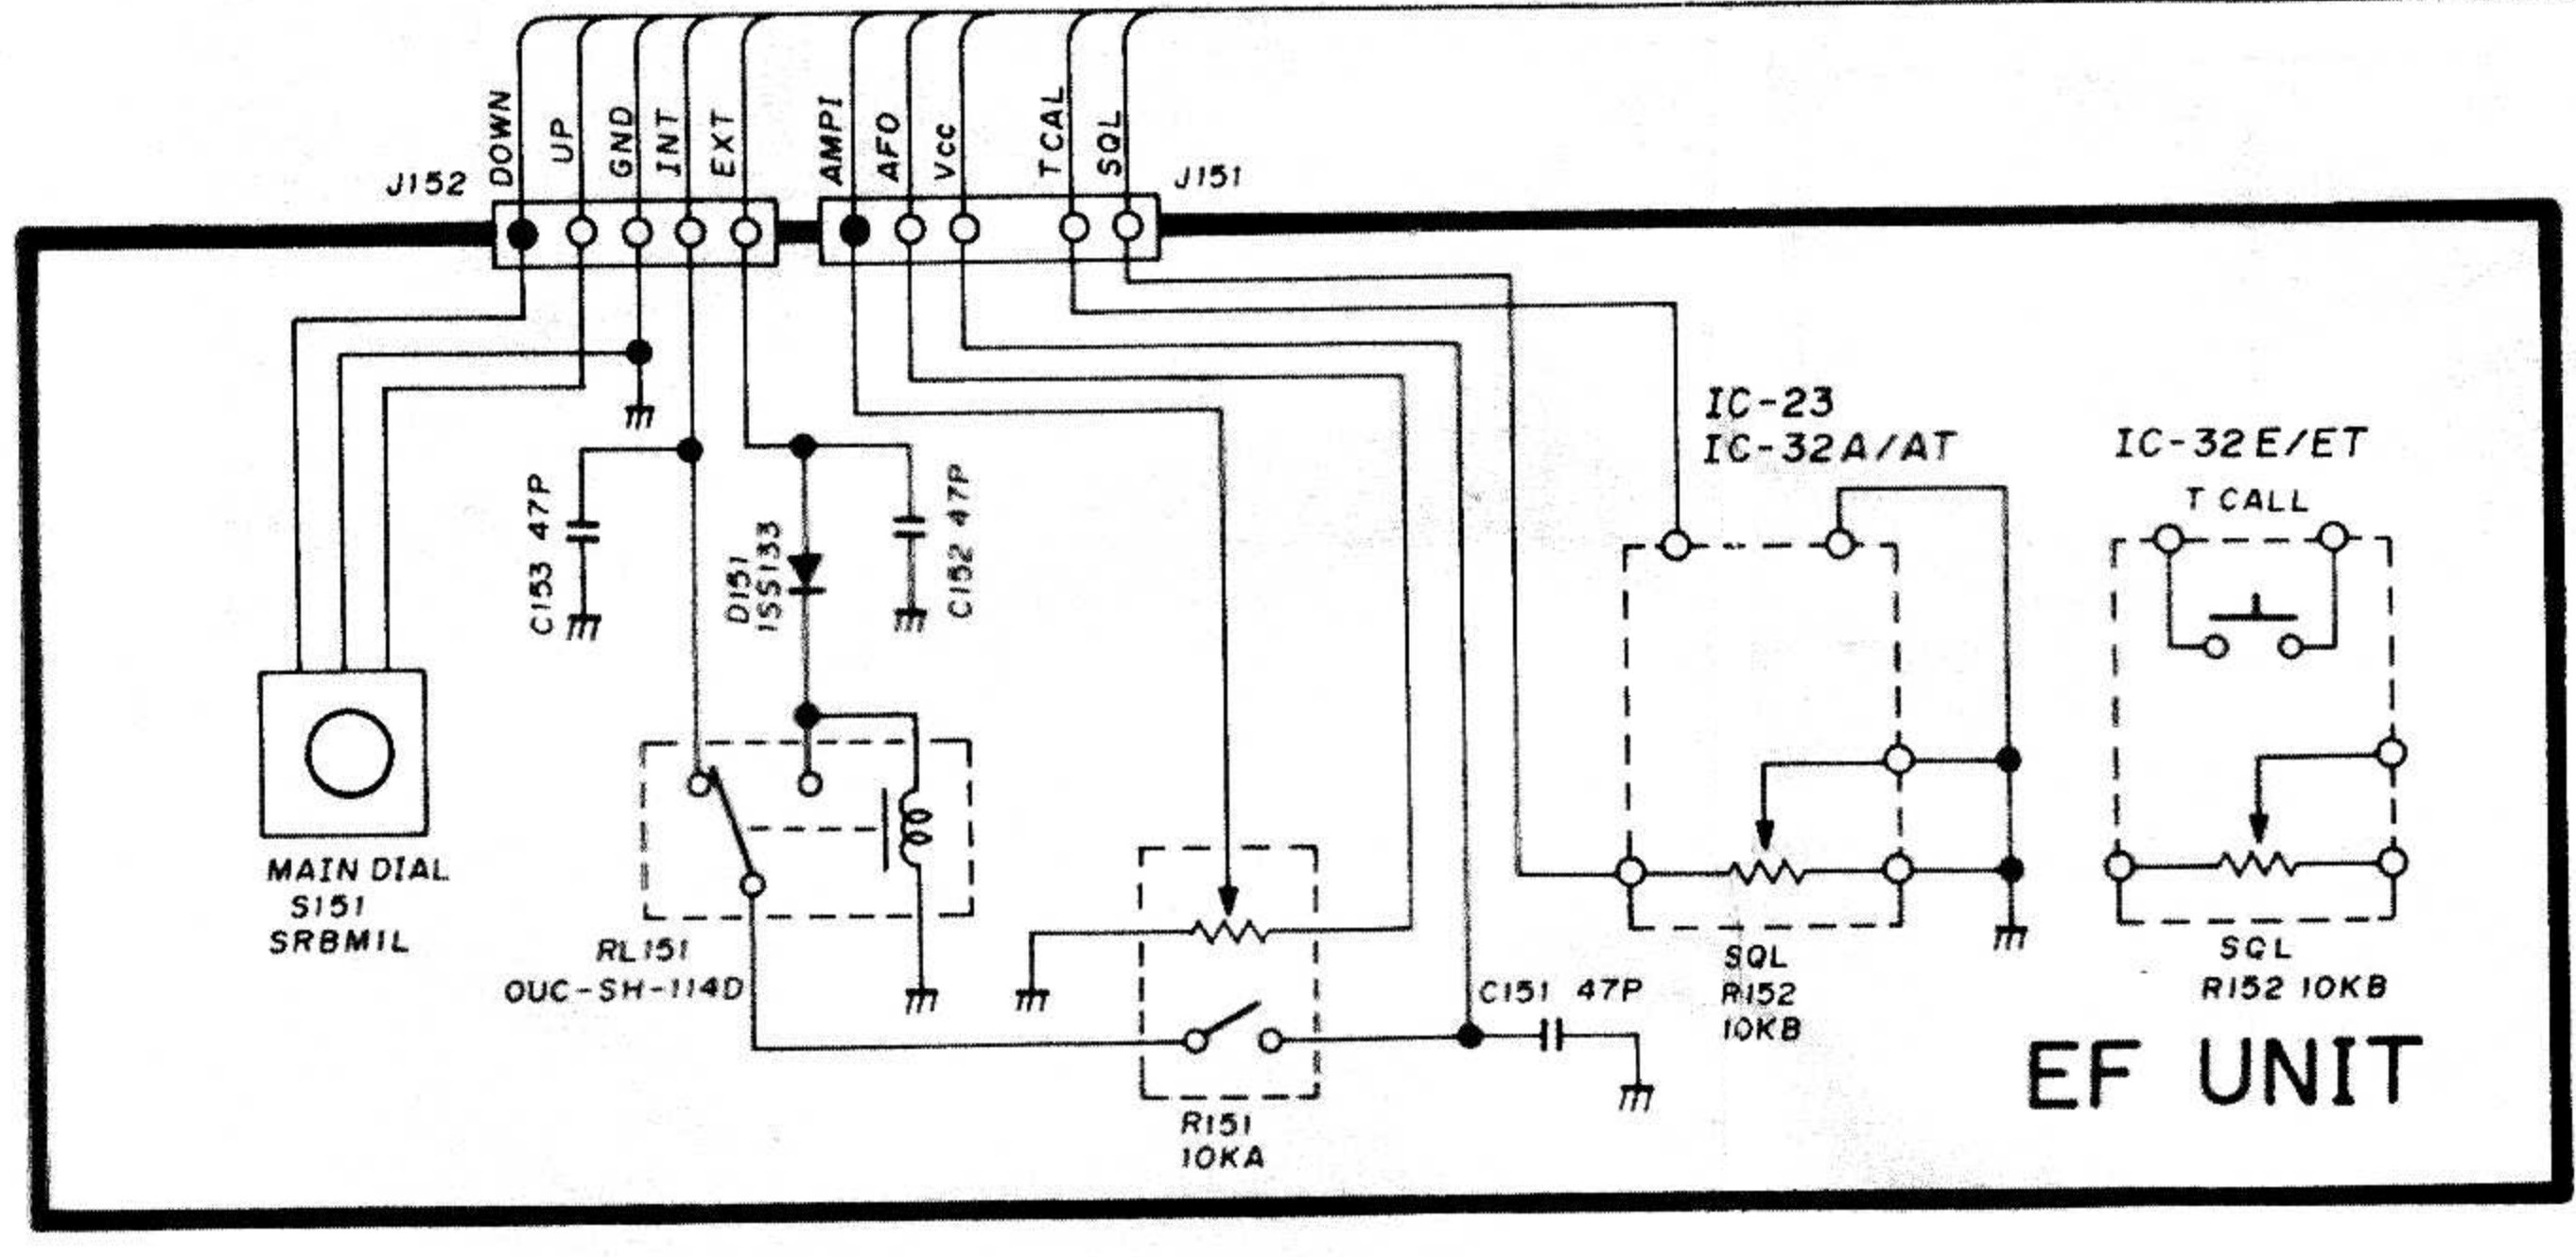 DOWN
UP
GND
INT
EXT
AMPI
AFO
Vcc
TCAL
SQL
J152
J151
IC-23
IC-32A/AT
IC-32E/ET
T CALL
C153 47P
D151
1SS133
C152 47P
MAIN DIAL
S151
SRBM1L
RL151
OUC-SH-114D
R151
10KA
C151 47P
SQL
R152
10KB
SQL
R152 10KB
EF UNIT